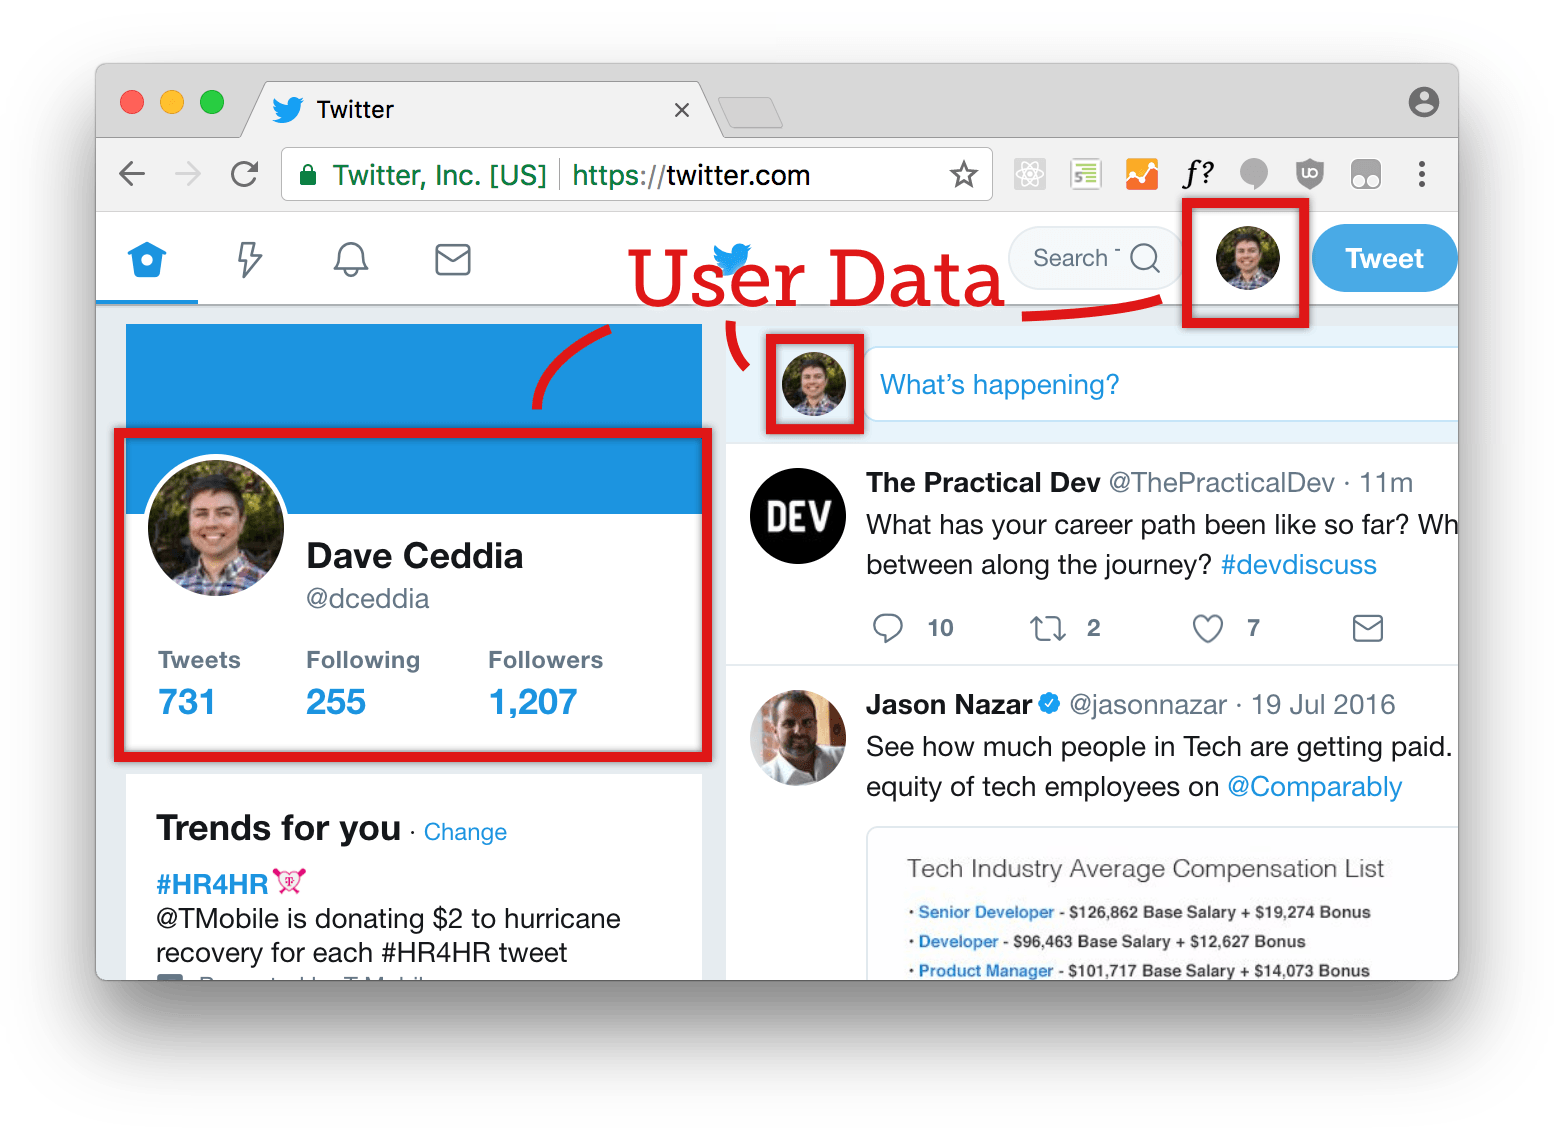 Twitter
Twitter, Inc. [US] https://twitter.com
f?
User Data
Search
Tweet
What's happening?
Dave Ceddia
@dceddia
Tweets Following Followers
731 255 1,207
Trends for you · Change
#HR4HR
@TMobile is donating $2 to hurricane
recovery for each #HR4HR tweet
DEV
The Practical Dev @ThePracticalDev · 11m
What has your career path been like so far? Wh
between along the journey? #devdiscuss
10 2 7
Jason Nazar @jasonnazar · 19 Jul 2016
See how much people in Tech are getting paid.
equity of tech employees on @Comparably
Tech Industry Average Compensation List
• Senior Developer - $126,862 Base Salary + $19,274 Bonus
• Developer - $96,463 Base Salary + $12,627 Bonus
• Product Manager - $101,717 Base Salary + $14,073 Bonus